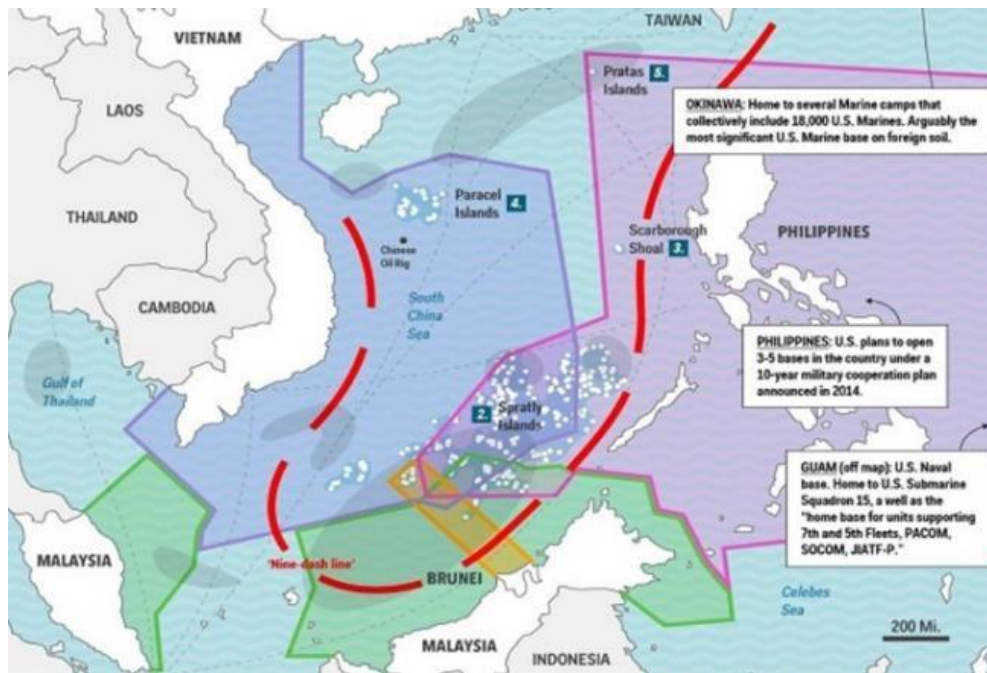 TAIWAN
VIETNAM
Pratas 5.
Islands
LAOS
OKINAWA: Home to several Marine camps that
collectively include 18,000 U.S. Marines. Arguably the
most significant U.S. Marine base on foreign soil.
Paracel 4.
Islands
THAILAND
Scarborough
Shoal 3.
PHILIPPINES
Chinese
Oil Rig
CAMBODIA
South
China
Sea
PHILIPPINES: U.S. plans to open
3-5 bases in the country under a
10-year military cooperation plan
announced in 2014.
Gulf of
Thailand
2. Spratly
Islands
GUAM (off map): U.S. Naval
base. Home to U.S. Submarine
Squadron 15, a well as the
"home base for units supporting
7th and 5th Fleets, PACOM,
SOCOM, JIATF-P."
MALAYSIA
'Nine-dash line'
BRUNEI
Celebes
Sea
200 Mi.
MALAYSIA
INDONESIA